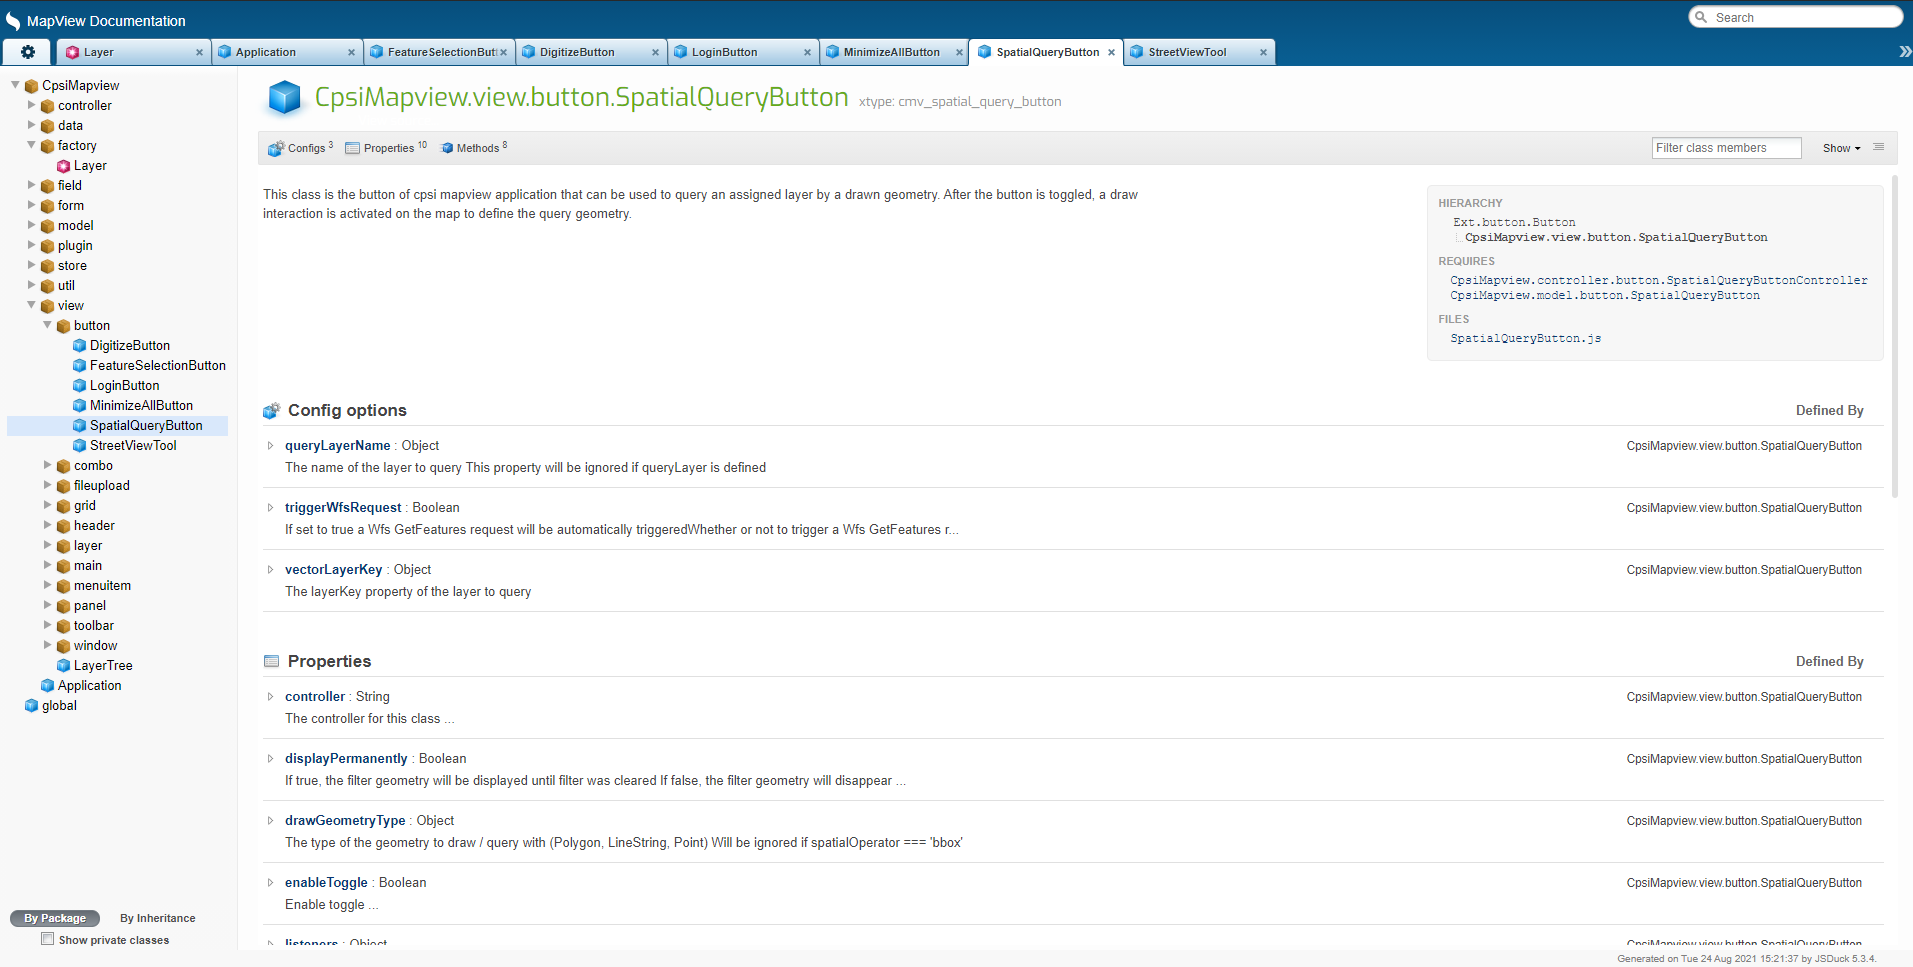 MapView Documentation
Search
Layer
Application
FeatureSelectionBut
DigitizeButton
LoginButton
MinimizeAllButton
SpatialQueryButton
StreetViewTool
CpsiMapview
controller
data
factory
Layer
field
form
model
plugin
store
util
view
button
DigitizeButton
FeatureSelectionButton
LoginButton
MinimizeAllButton
SpatialQueryButton
StreetViewTool
combo
fileupload
grid
header
layer
main
menuitem
panel
toolbar
window
LayerTree
Application
global
By Package By Inheritance
Show private classes
CpsiMapview.view.button.SpatialQueryButton xtype: cmv_spatial_query_button
Configs 3 Properties 10 Methods 8
Filter class members Show
This class is the button of cpsi mapview application that can be used to query an assigned layer by a drawn geometry. After the button is toggled, a draw
interaction is activated on the map to define the query geometry.
HIERARCHY
Ext.button.Button
CpsiMapview.view.button.SpatialQueryButton
REQUIRES
CpsiMapview.controller.button.SpatialQueryButtonController
CpsiMapview.model.button.SpatialQueryButton
FILES
SpatialQueryButton.js
Config options Defined By
queryLayerName : Object CpsiMapview.view.button.SpatialQueryButton
The name of the layer to query This property will be ignored if queryLayer is defined
triggerWfsRequest : Boolean CpsiMapview.view.button.SpatialQueryButton
If set to true a Wfs GetFeatures request will be automatically triggeredWhether or not to trigger a Wfs GetFeatures r...
vectorLayerKey : Object CpsiMapview.view.button.SpatialQueryButton
The layerKey property of the layer to query
Properties Defined By
controller : String CpsiMapview.view.button.SpatialQueryButton
The controller for this class ...
displayPermanently : Boolean CpsiMapview.view.button.SpatialQueryButton
If true, the filter geometry will be displayed until filter was cleared If false, the filter geometry will disappear ...
drawGeometryType : Object CpsiMapview.view.button.SpatialQueryButton
The type of the geometry to draw / query with (Polygon, LineString, Point) Will be ignored if spatialOperator === 'bbox'
enableToggle : Boolean CpsiMapview.view.button.SpatialQueryButton
Enable toggle ...
listeners : Object CpsiMapview.view.button.SpatialQueryButton
Generated on Tue 24 Aug 2021 15:21:37 by JSDuck 5.3.4.